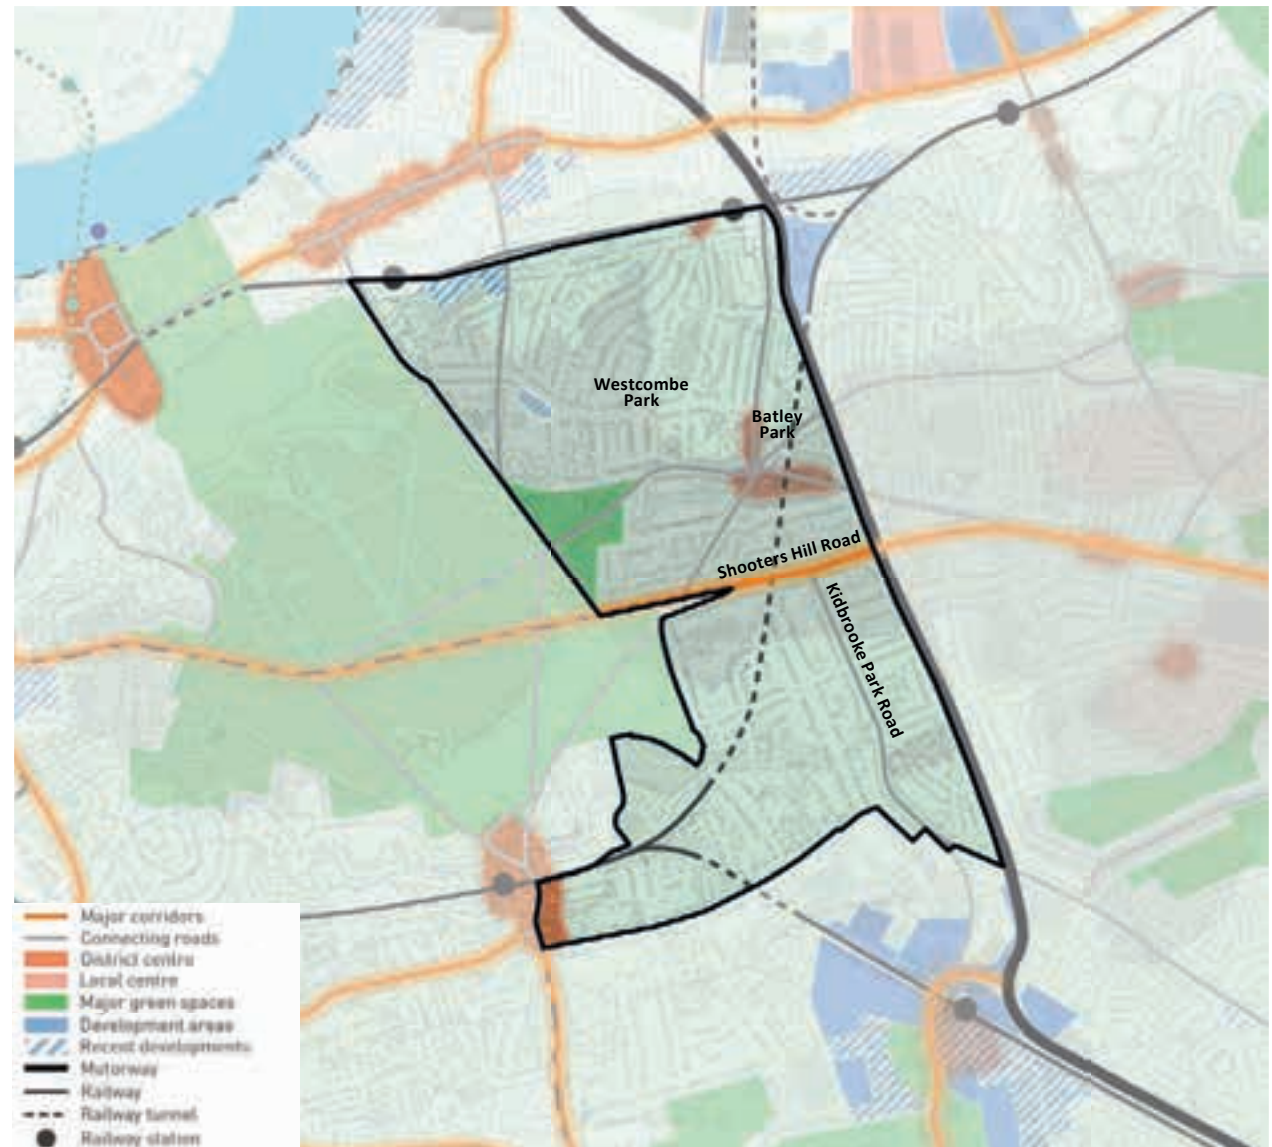 Westcombe
Park
Batley
Park
Shooters Hill Road
Kidbrooke Park Road
Major corridors
Connecting roads
District centre
Local centre
Major green spaces
Development areas
Recent developments
Motorway
Railway
Railway tunnel
Railway station